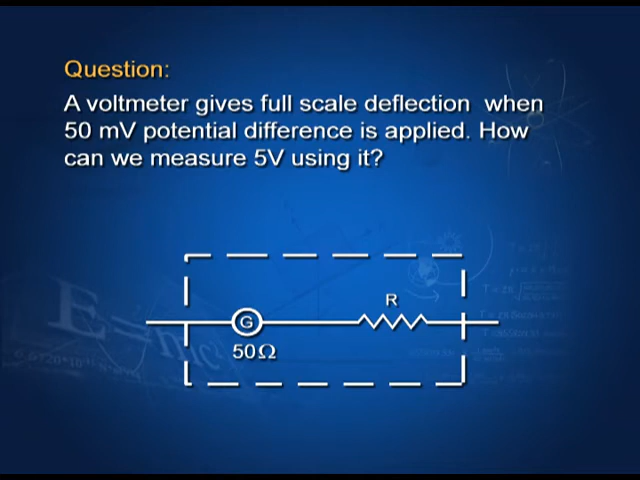 Question:
A voltmeter gives full scale deflection when
50 mV potential difference is applied. How
can we measure 5V using it?
R
G
50Ω